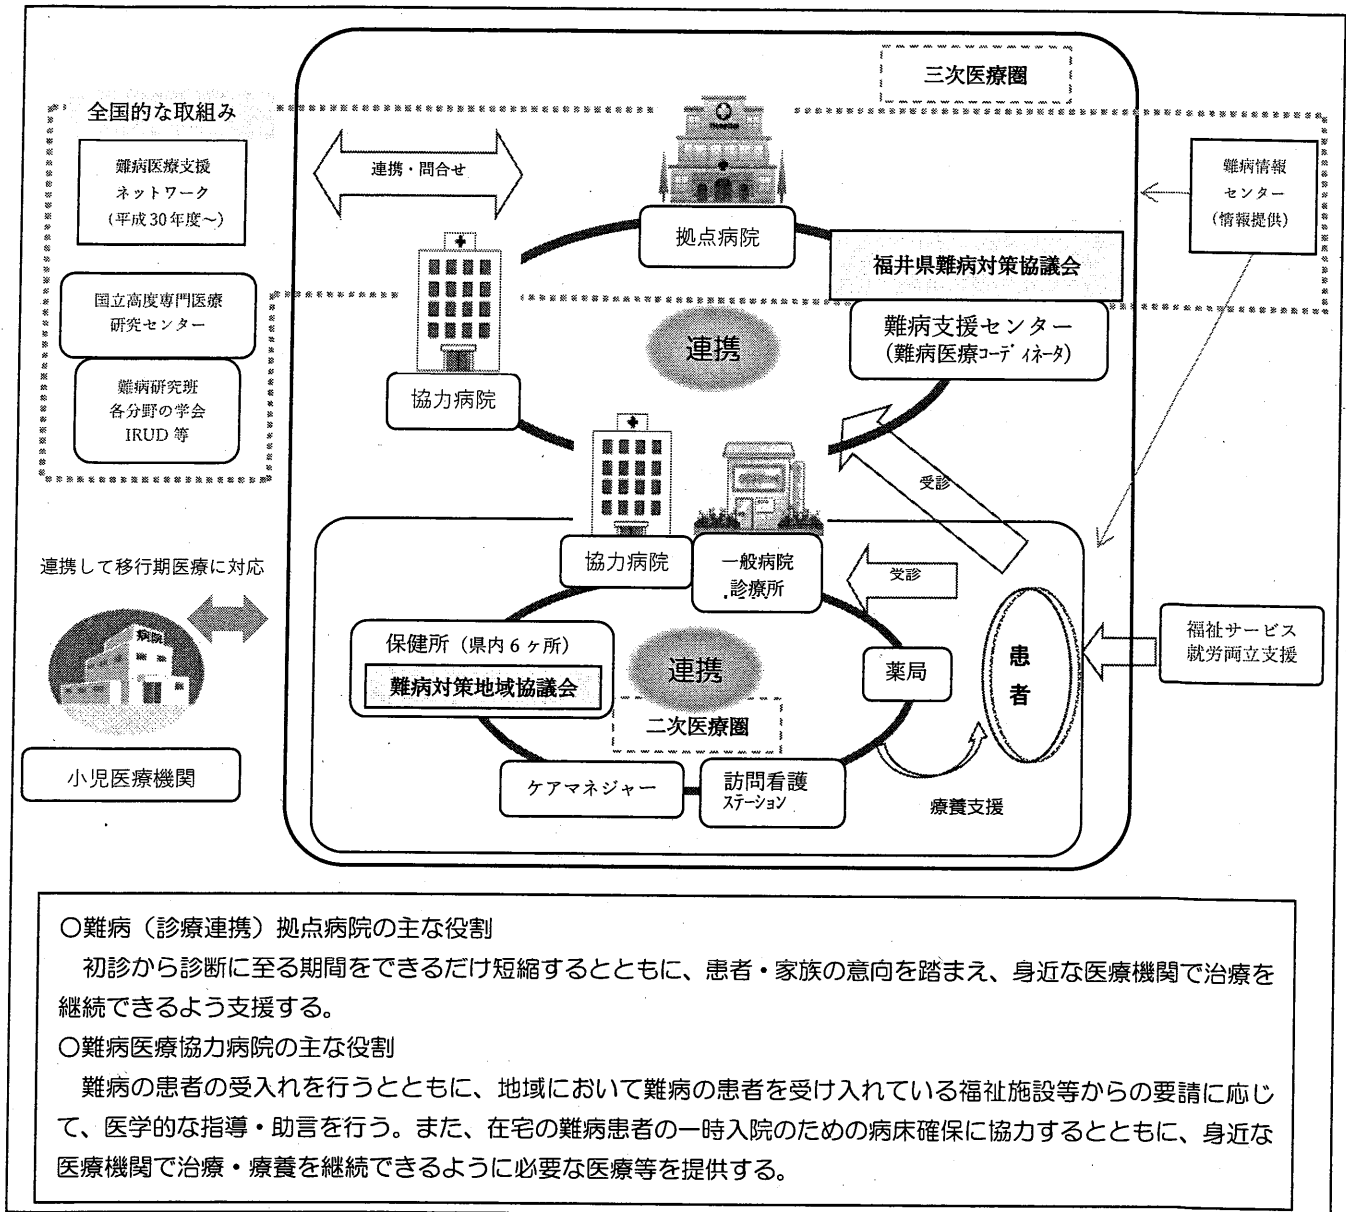 三次医療圏
全国的な取組み
難病医療支援
ネットワーク
(平成30年度～)
連携・問合せ
難病情報
センター
(情報提供)
拠点病院
福井県難病対策協議会
国立高度専門医療
研究センター
難病支援センター
(難病医療ｺｰﾃﾞｨﾈｰﾀ)
連携
難病研究班
各分野の学会
IRUD 等
協力病院
受診
連携して移行期医療に対応
協力病院
一般病院
診療所
受診
病院
保健所（県内6ヶ所）
難病対策地域協議会
連携
薬局
患者
福祉サービス
就労両立支援
二次医療圏
小児医療機関
ケアマネジャー
訪問看護
ｽﾃｰｼｮﾝ
療養支援
〇難病（診療連携）拠点病院の主な役割
初診から診断に至る期間をできるだけ短縮するとともに、患者・家族の意向を踏まえ、身近な医療機関で治療を
継続できるよう支援する。
〇難病医療協力病院の主な役割
難病の患者の受入れを行うとともに、地域において難病の患者を受け入れている福祉施設等からの要請に応じ
て、医学的な指導・助言を行う。また、在宅の難病患者の一時入院のための病床確保に協力するとともに、身近な
医療機関で治療・療養を継続できるように必要な医療等を提供する。